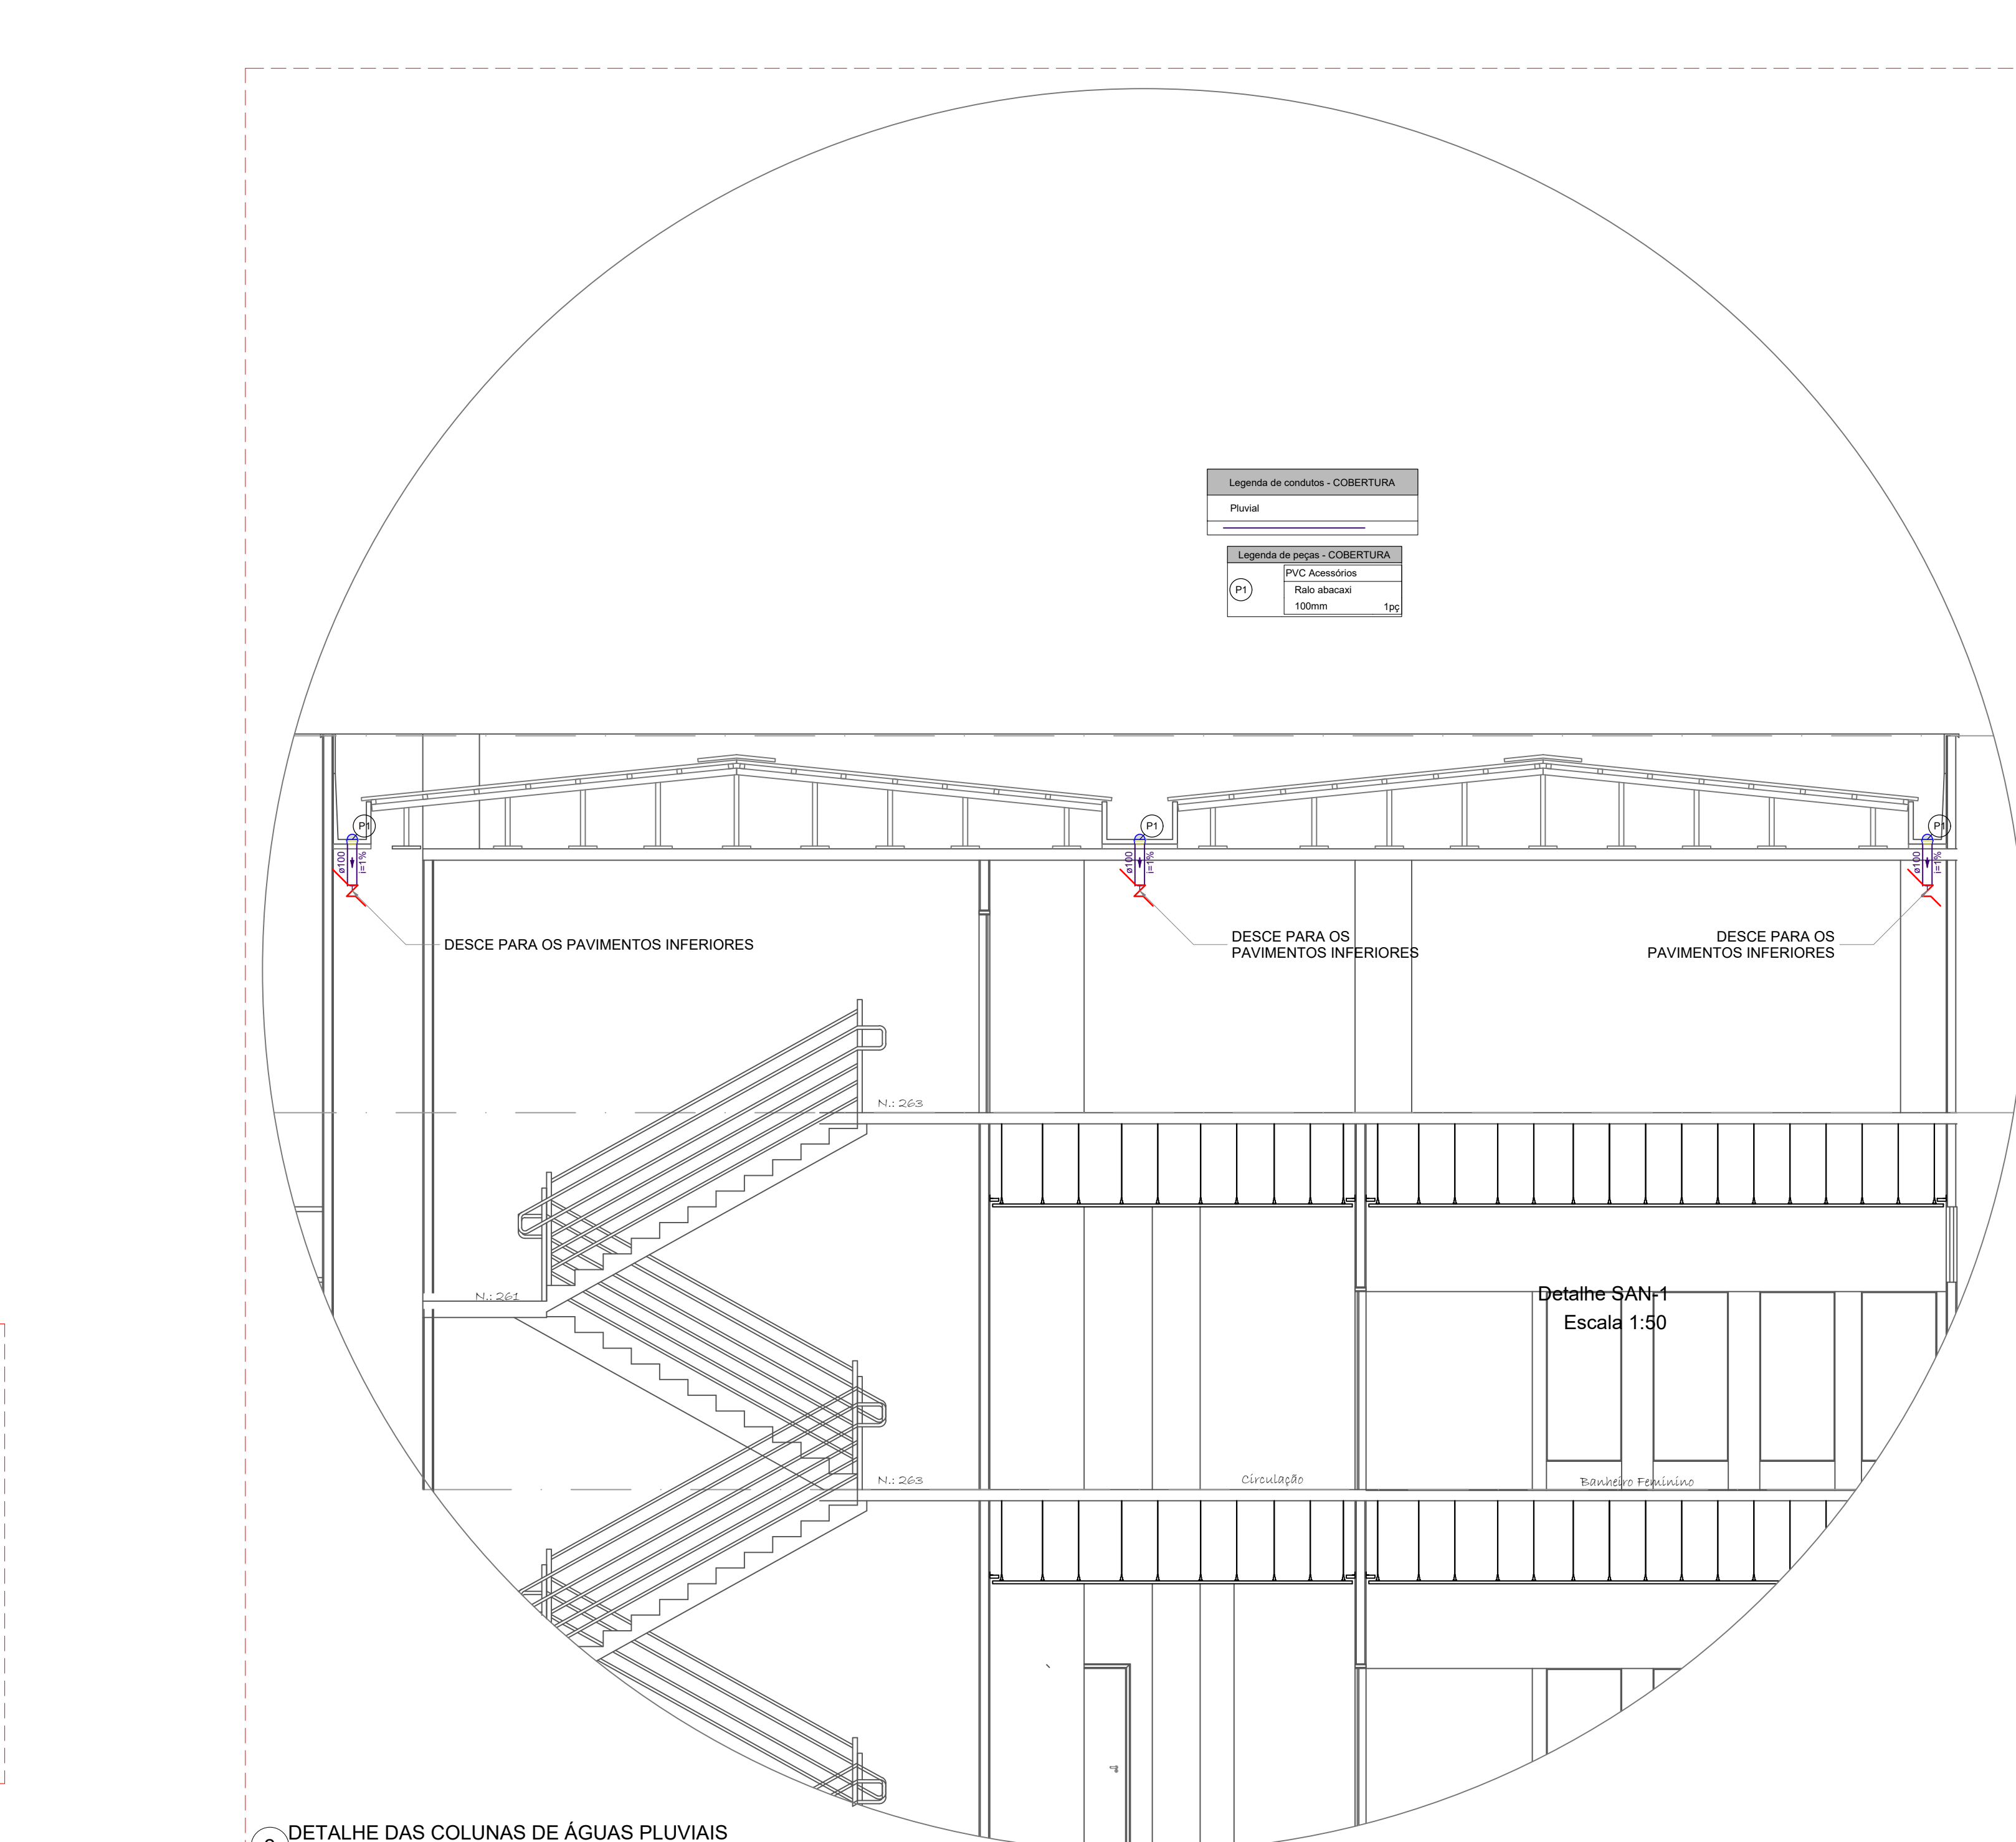 Legenda de condutos - COBERTURA
Pluvial
Legenda de peças - COBERTURA
P1
PVC Acessórios
Ralo abacaxi
100mm 1pç
P1
P1
P1
ø100
i=1%
ø100
i=1%
ø100
i=1%
DESCE PARA OS PAVIMENTOS INFERIORES
DESCE PARA OS
PAVIMENTOS INFERIORES
DESCE PARA OS
PAVIMENTOS INFERIORES
N.: 263
N.: 261
Detalhe SAN-1
Escala 1:50
N.: 263
Circulação
Banheiro Feminino
DETALHE DAS COLUNAS DE ÁGUAS PLUVIAIS